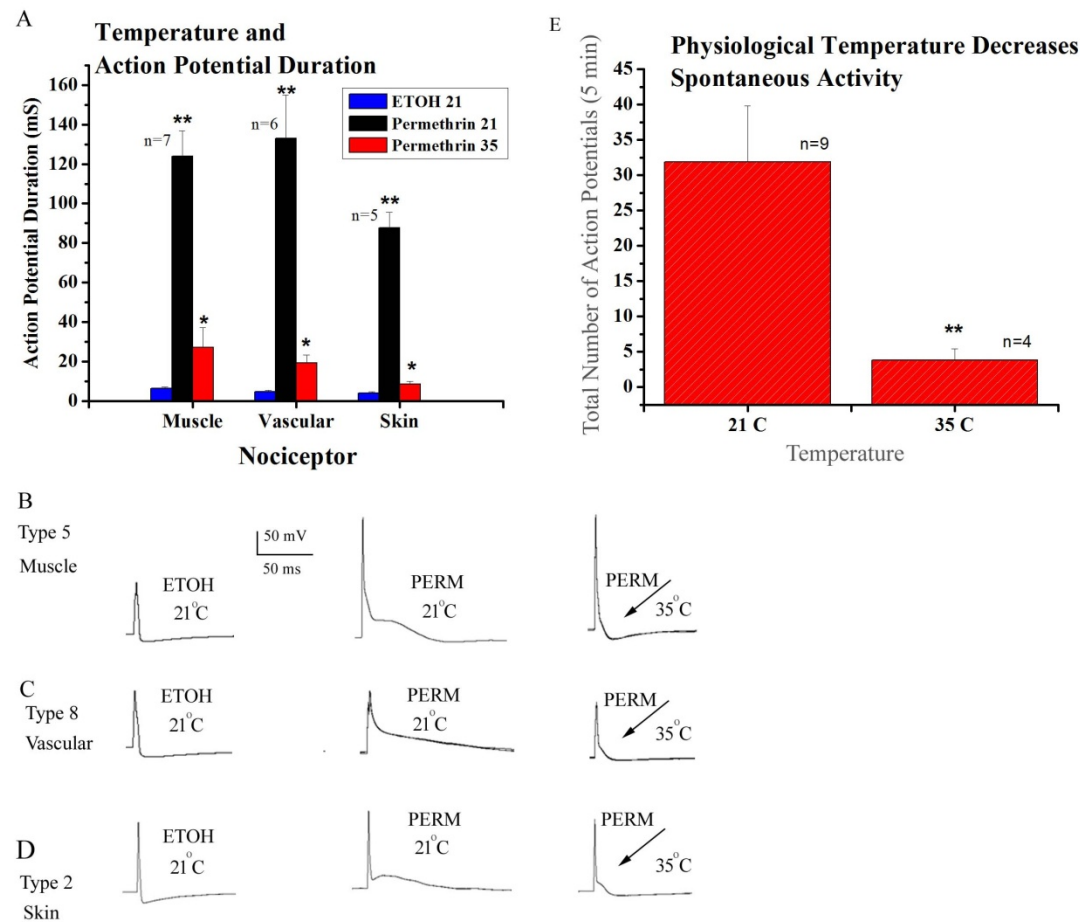 A
Temperature and
Action Potential Duration
Action Potential Duration (mS)
160
140
120
100
80
60
40
20
0
ETOH 21
Permethrin 21
Permethrin 35
n=7
**
n=6
**
n=5
**
*
*
*
Muscle
Vascular
Skin
Nociceptor
E
Physiological Temperature Decreases
Spontaneous Activity
Total Number of Action Potentials (5 min)
45
40
35
30
25
20
15
10
5
0
n=9
**
n=4
21 C
35 C
Temperature
B
Type 5
Muscle
ETOH
21°C
50 mV
50 ms
PERM
21°C
PERM
35°C
C
Type 8
Vascular
ETOH
21°C
PERM
21°C
PERM
35°C
D
Type 2
Skin
ETOH
21°C
PERM
21°C
PERM
35°C